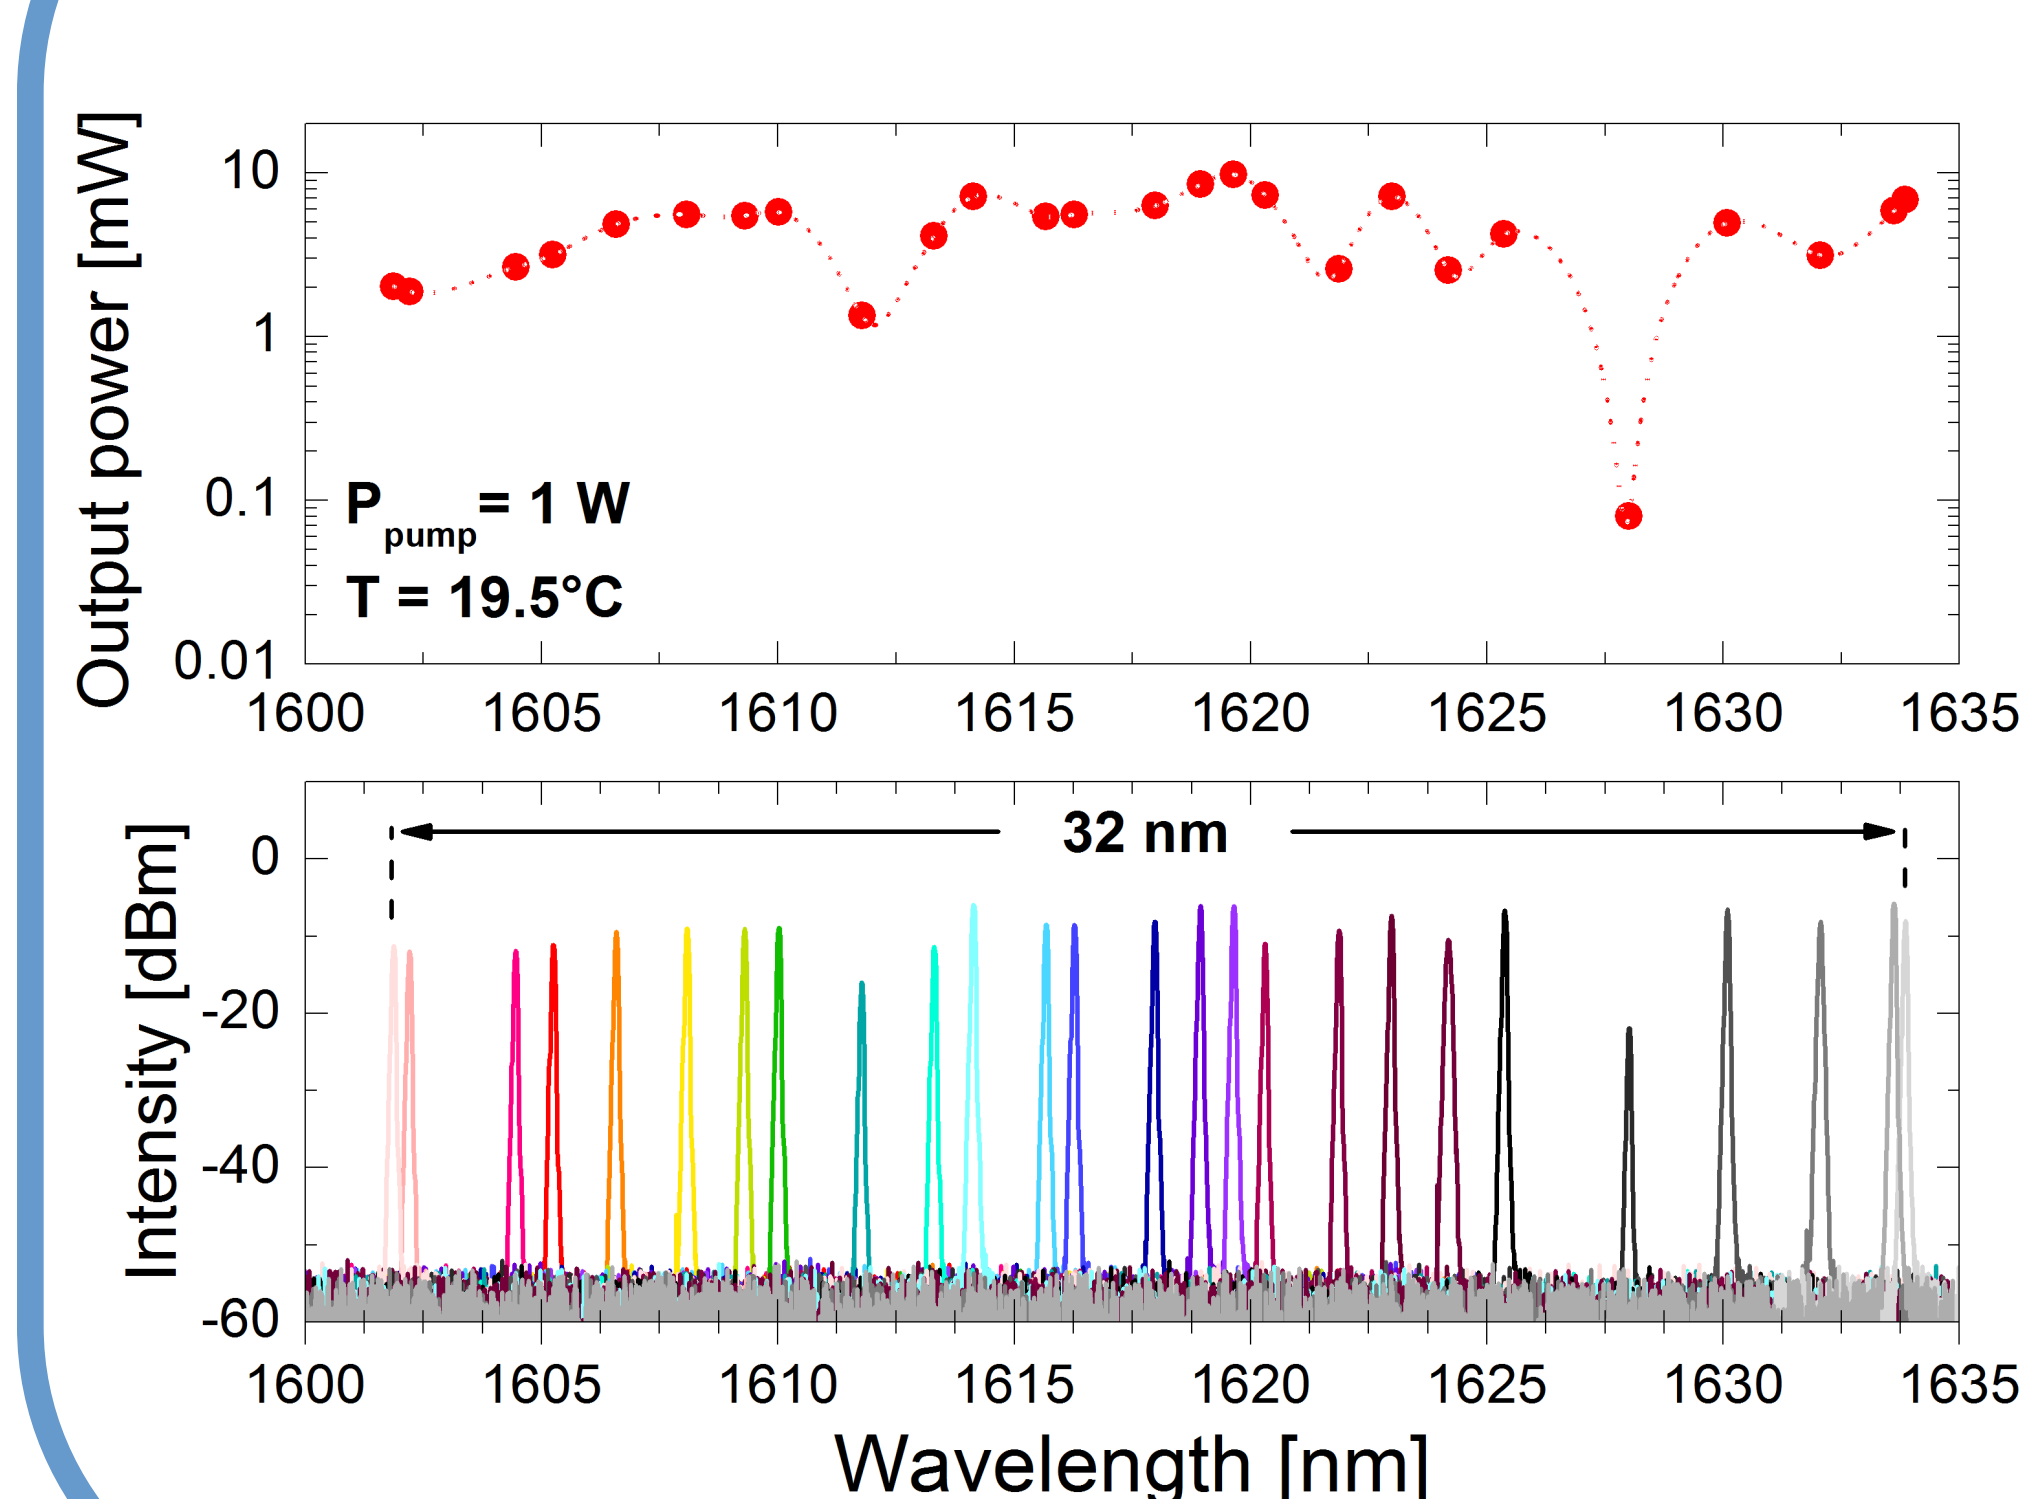 Output power [mW]
10
1
0.1
0.01
P pump = 1 W
T = 19.5°C
1600 1605 1610 1615 1620 1625 1630 1635
Intensity [dBm]
32 nm
0
-20
-40
-60
1600 1605 1610 1615 1620 1625 1630 1635
Wavelength [nm]